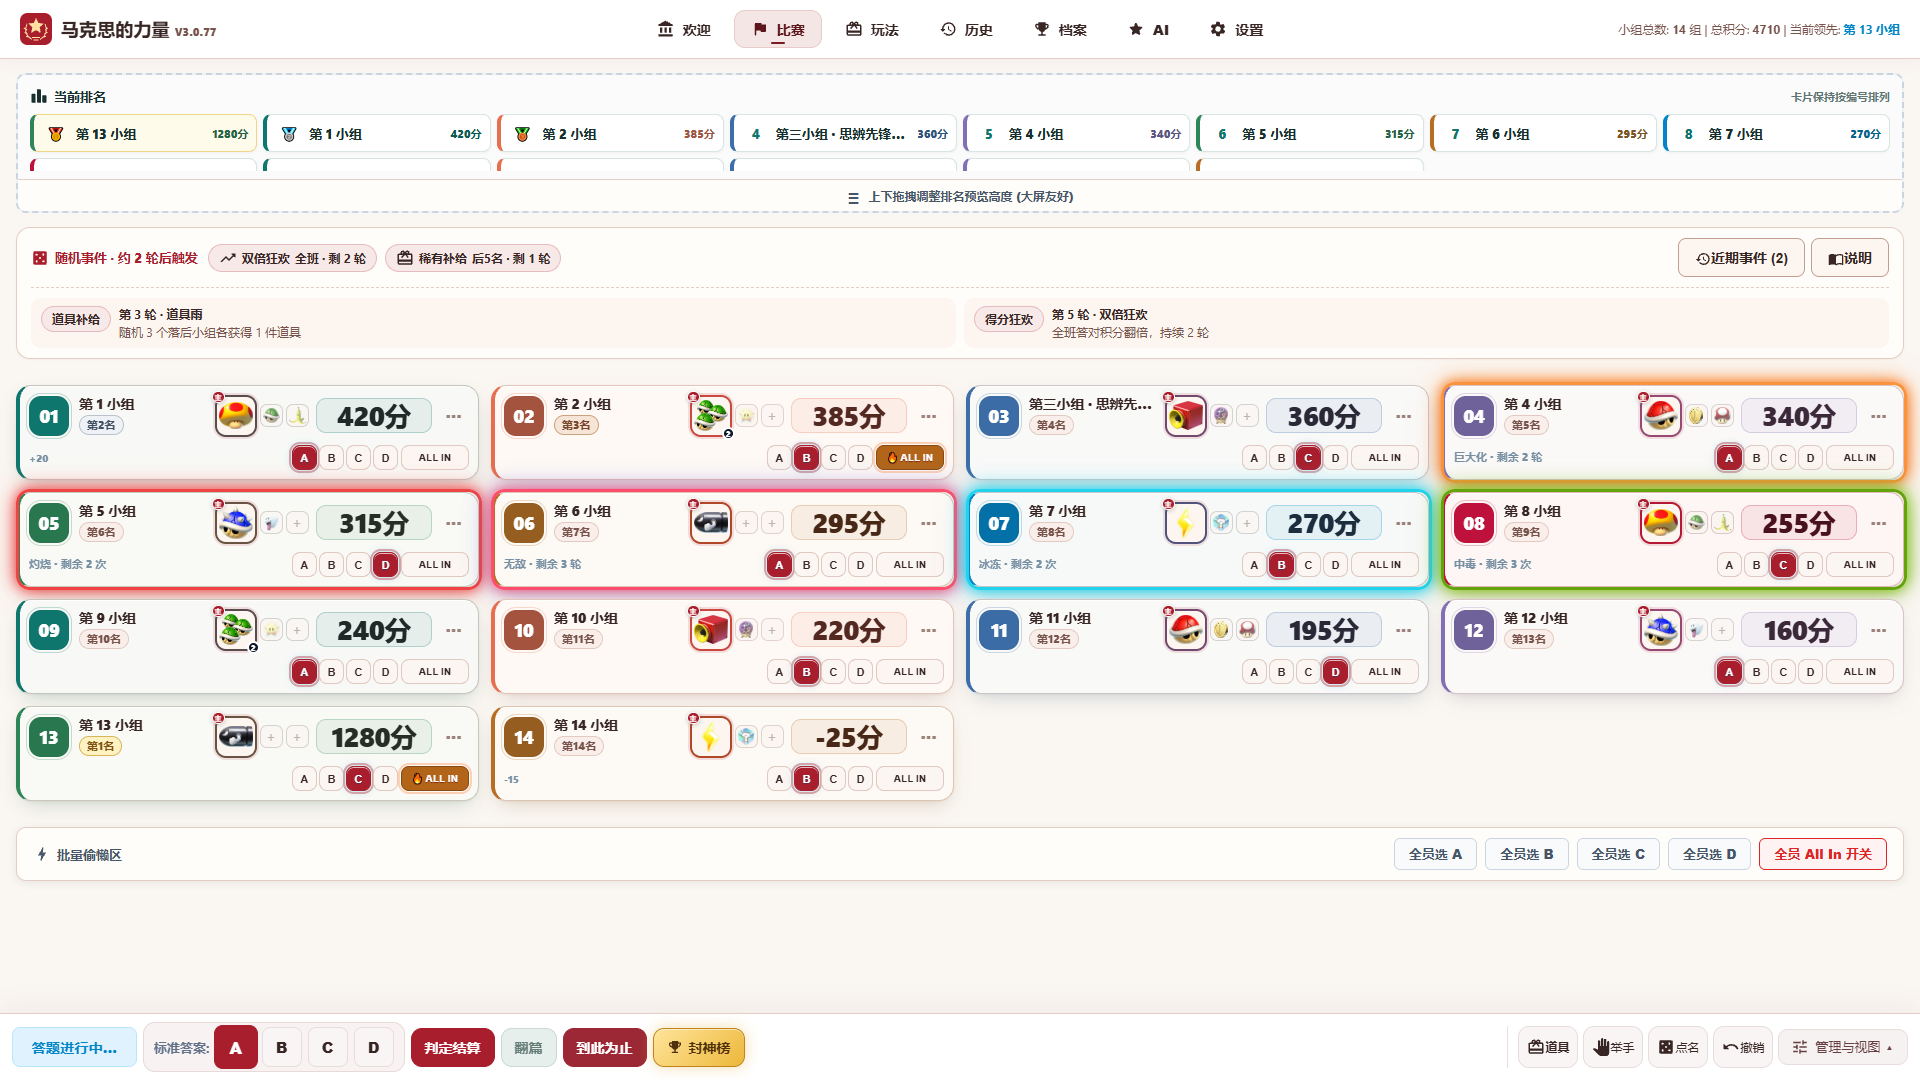 马克思的力量 V3.0.77
欢迎
比赛
玩法
历史
档案
AI
设置
小组总数: 14 组 | 总积分: 4710 | 当前领先: 第 13 小组
当前排名
卡片保持按编号排列
第 13 小组 1280分
第 1 小组 420分
第 2 小组 385分
4 第三小组 · 思辨先锋... 360分
5 第 4 小组 340分
6 第 5 小组 315分
7 第 6 小组 295分
8 第 7 小组 270分
上下拖拽调整排名预览高度 (大屏友好)
随机事件 · 约 2 轮后触发
双倍狂欢 全班 · 剩 2 轮
稀有补给 后5名 · 剩 1 轮
近期事件 (2)
说明
道具补给
第 3 轮 · 道具雨
随机 3 个落后小组各获得 1 件道具
得分狂欢
第 5 轮 · 双倍狂欢
全班答对积分翻倍，持续 2 轮
01 第 1 小组 第2名 + 420分 ...
+20 A B C D ALL IN
02 第 2 小组 第3名 2 + 385分 ...
A B C D ALL IN
03 第三小组 · 思辨先... 第4名 + 360分 ...
A B C D ALL IN
04 第 4 小组 第5名 340分 ...
巨大化 · 剩余 2 轮 A B C D ALL IN
05 第 5 小组 第6名 + 315分 ...
灼烧 · 剩余 2 次 A B C D ALL IN
06 第 6 小组 第7名 + + 295分 ...
无敌 · 剩余 3 轮 A B C D ALL IN
07 第 7 小组 第8名 + 270分 ...
冰冻 · 剩余 2 次 A B C D ALL IN
08 第 8 小组 第9名 255分 ...
中毒 · 剩余 3 次 A B C D ALL IN
09 第 9 小组 第10名 2 + 240分 ...
A B C D ALL IN
10 第 10 小组 第11名 + 220分 ...
A B C D ALL IN
11 第 11 小组 第12名 195分 ...
A B C D ALL IN
12 第 12 小组 第13名 + 160分 ...
A B C D ALL IN
13 第 13 小组 第1名 + + 1280分 ...
A B C D ALL IN
14 第 14 小组 第14名 + -25分 ...
-15 A B C D ALL IN
批量偷懒区
全员选 A
全员选 B
全员选 C
全员选 D
全员 All In 开关
答题进行中...
标准答案: A B C D
判定结算
翻篇
到此为止
封神榜
道具
举手
点名
撤销
管理与视图